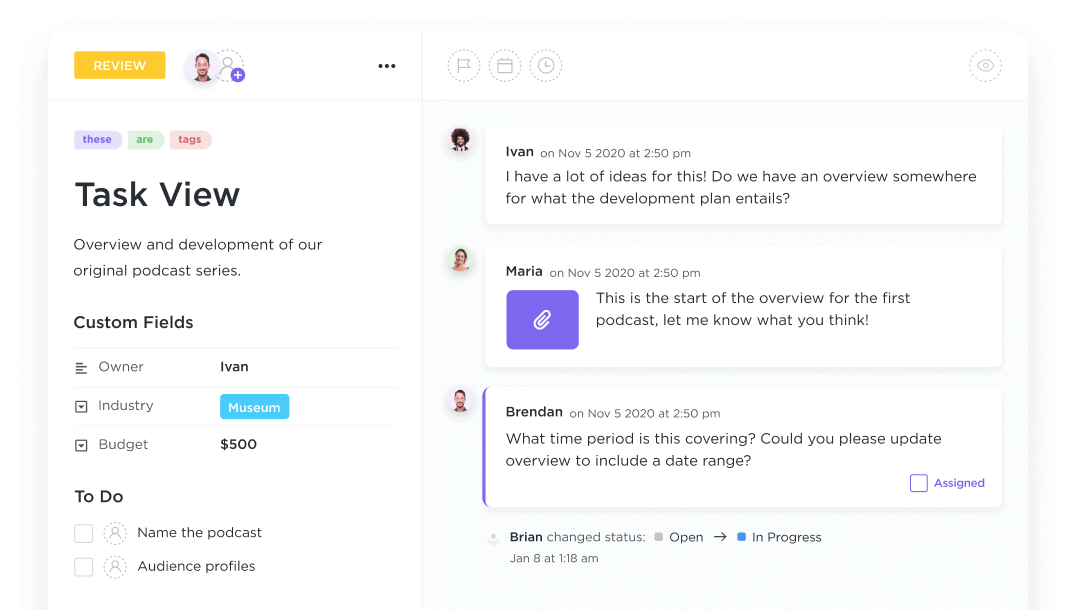 REVIEW
these are tags
Task View
Overview and development of our
original podcast series.
Custom Fields
Owner Ivan
Industry Museum
Budget $500
To Do
Name the podcast
Audience profiles
Ivan on Nov 5 2020 at 2:50 pm
I have a lot of ideas for this! Do we have an overview somewhere
for what the development plan entails?
Maria on Nov 5 2020 at 2:50 pm
This is the start of the overview for the first
podcast, let me know what you think!
Brendan on Nov 5 2020 at 2:50 pm
What time period is this covering? Could you please update
overview to include a date range?
Assigned
Brian changed status: Open → In Progress
Jan 8 at 1:18 am